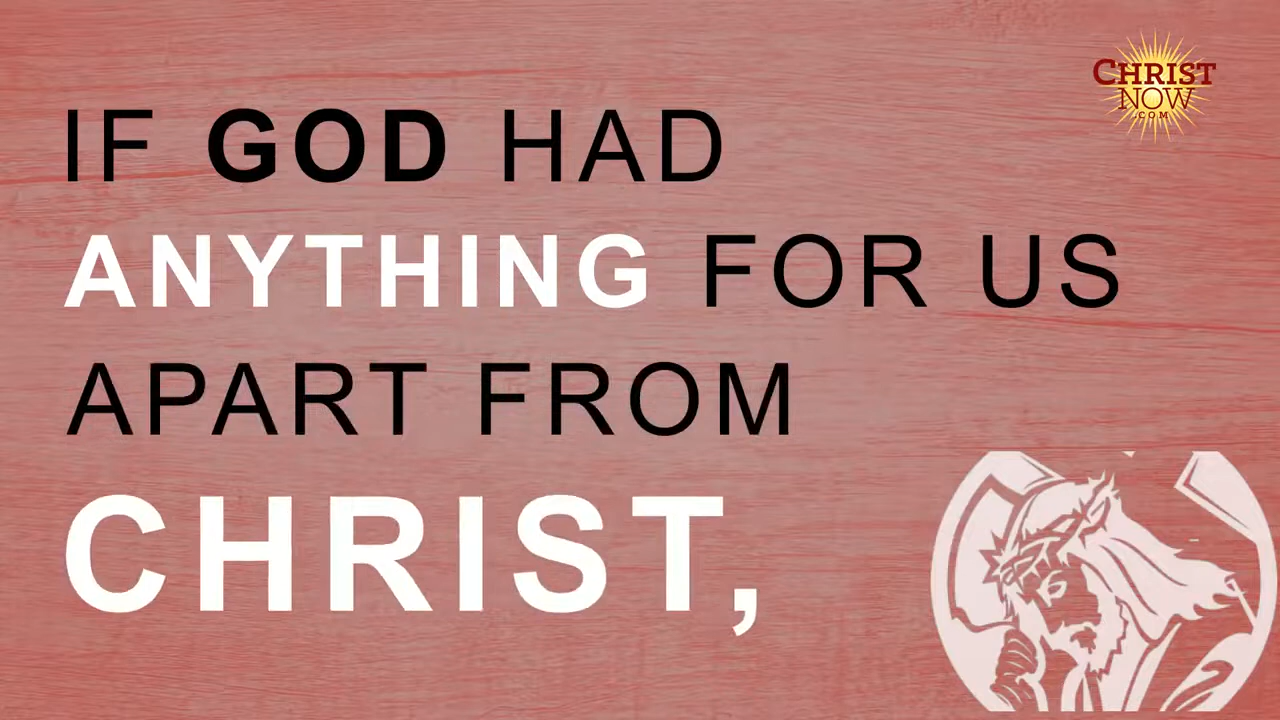 CHRIST
NOW
.COM
IF GOD HAD
ANYTHING FOR US
APART FROM
CHRIST,